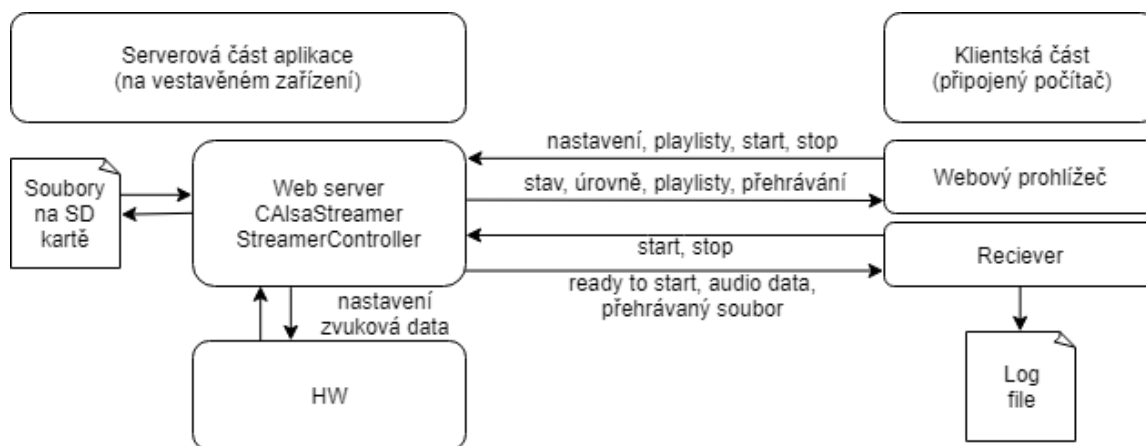 Serverová část aplikace
(na vestavěném zařízení)
Klientská část
(připojený počítač)
Soubory
na SD
kartě
Web server
CAlsaStreamer
StreamerController
nastavení, playlisty, start, stop
stav, úrovně, playlisty, přehrávání
Webový prohlížeč
start, stop
ready to start, audio data,
přehrávaný soubor
Reciever
nastavení
zvuková data
HW
Log
file